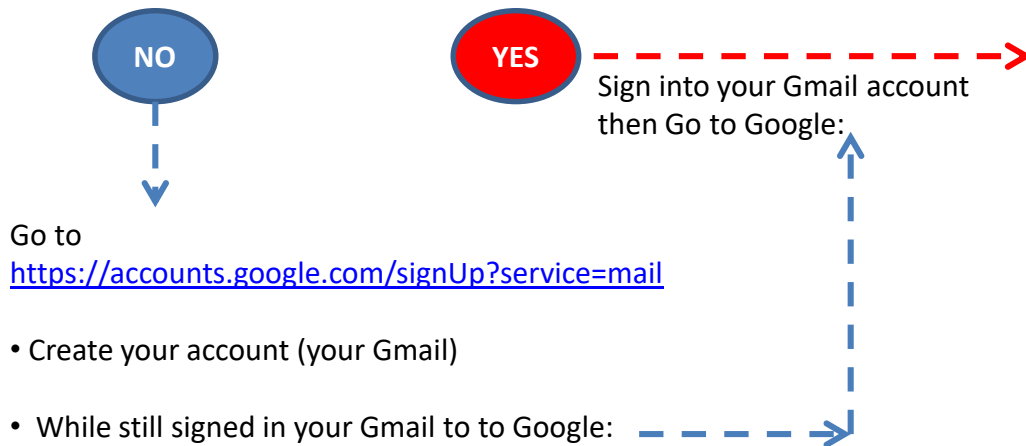 NO
YES
Sign into your Gmail account
then Go to Google:
Go to
https://accounts.google.com/signUp?service=mail
• Create your account (your Gmail)
• While still signed in your Gmail to to Google: